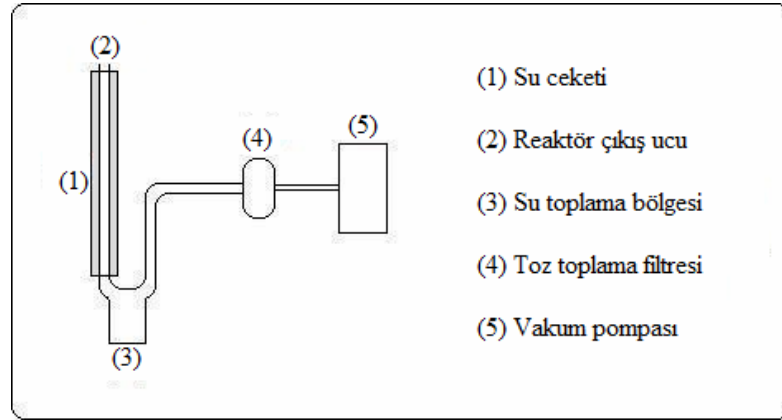 (2)
(1)
(4)
(5)
(3)
(1) Su ceketi
(2) Reaktör çıkış ucu
(3) Su toplama bölgesi
(4) Toz toplama filtresi
(5) Vakum pompası